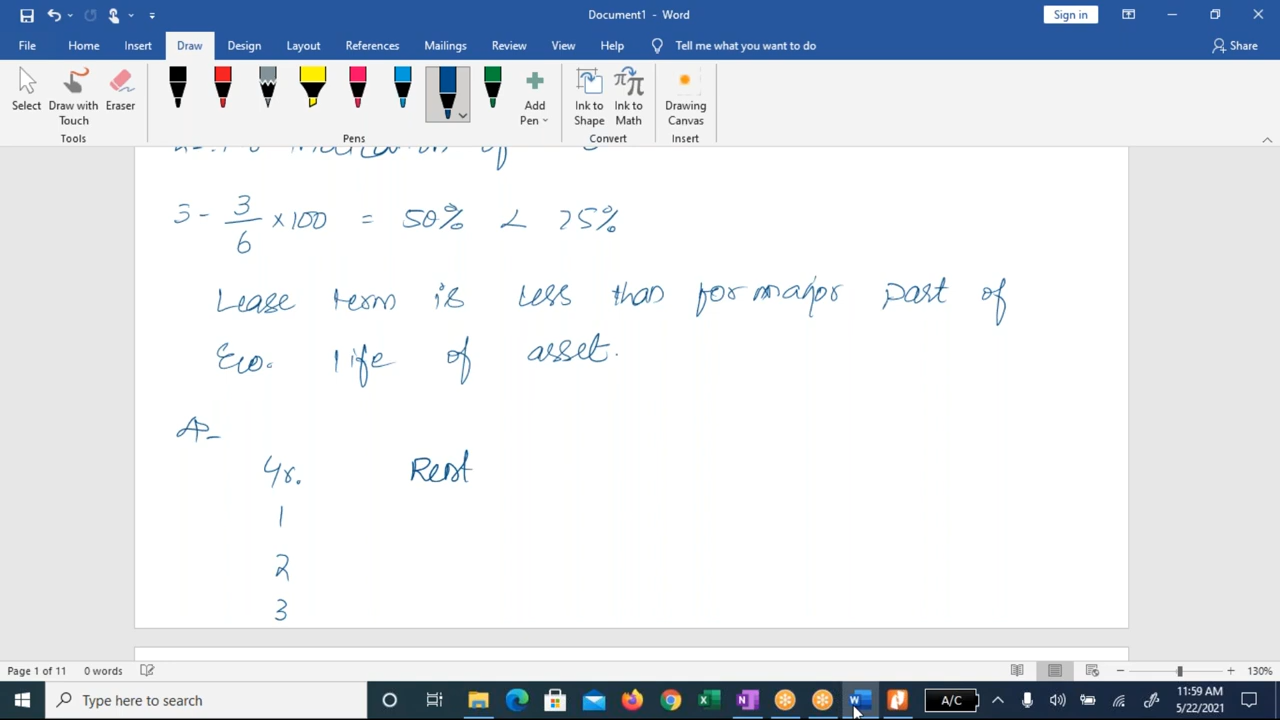 Document1 - Word
Sign in
File Home Insert Draw Design Layout References Mailings Review View Help Tell me what you want to do Share
Select
Draw with Touch
Eraser
Add Pen
Ink to Shape
Ink to Math
Drawing Canvas
Tools Pens Convert Insert
3 - 3/6 × 100 = 50% < 75%
Lease term is less than for major part of
Eco. life of asset.
4-
Yr. Rent
1
2
3
Page 1 of 11 0 words 130%
Type here to search
A/C
11:59 AM
5/22/2021